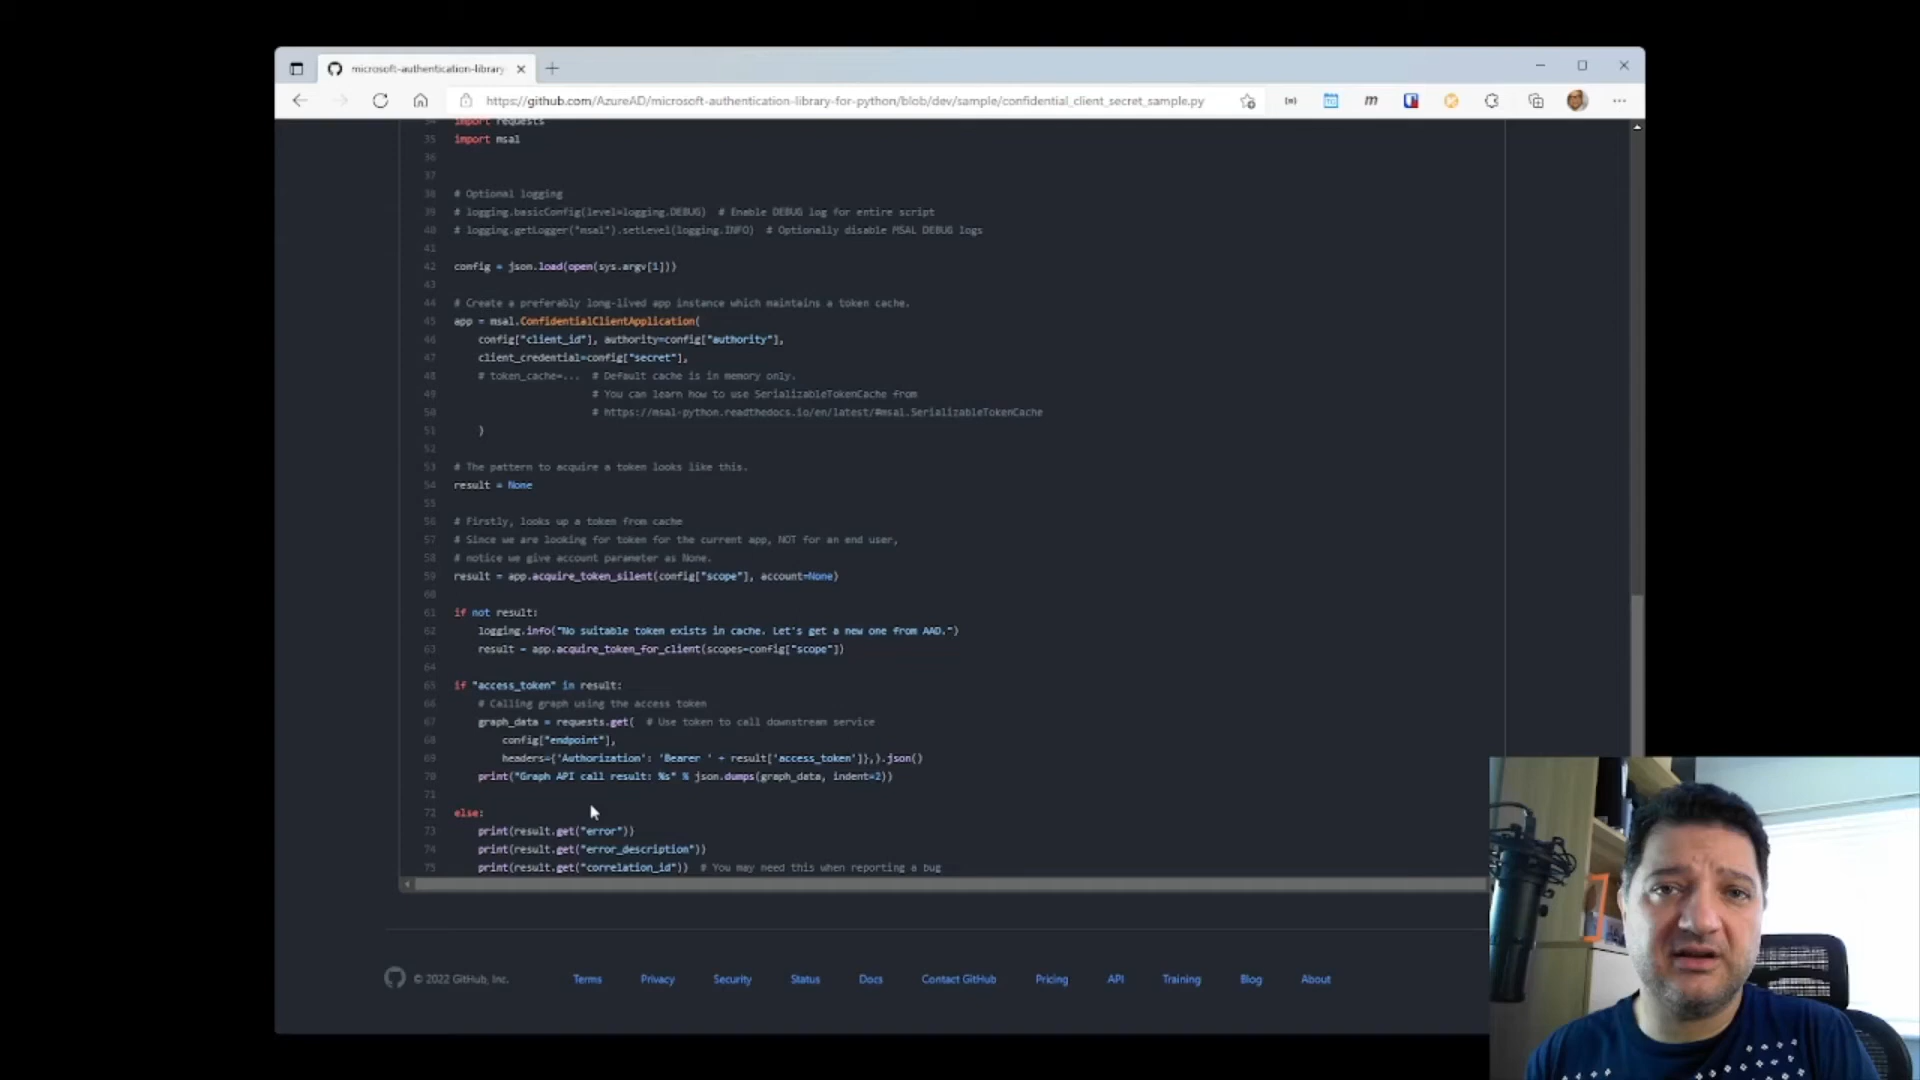 microsoft-authentication-library
https://github.com/AzureAD/microsoft-authentication-library-for-python/blob/dev/sample/confidential_client_secret_sample.py
34 import requests
35 import msal
36
37
38 # Optional logging
39 # logging.basicConfig(level=logging.DEBUG)  # Enable DEBUG log for entire script
40 # logging.getLogger("msal").setLevel(logging.INFO)  # Optionally disable MSAL DEBUG logs
41
42 config = json.load(open(sys.argv[1]))
43
44 # Create a preferably long-lived app instance which maintains a token cache.
45 app = msal.ConfidentialClientApplication(
46     config["client_id"], authority=config["authority"],
47     client_credential=config["secret"],
48     # token_cache=...  # Default cache is in memory only.
49                        # You can learn how to use SerializableTokenCache from
50                        # https://msal-python.readthedocs.io/en/latest/#msal.SerializableTokenCache
51     )
52
53 # The pattern to acquire a token looks like this.
54 result = None
55
56 # Firstly, looks up a token from cache
57 # Since we are looking for token for the current app, NOT for an end user,
58 # notice we give account parameter as None.
59 result = app.acquire_token_silent(config["scope"], account=None)
60
61 if not result:
62     logging.info("No suitable token exists in cache. Let's get a new one from AAD.")
63     result = app.acquire_token_for_client(scopes=config["scope"])
64
65 if "access_token" in result:
66     # Calling graph using the access token
67     graph_data = requests.get(  # Use token to call downstream service
68         config["endpoint"],
69         headers={'Authorization': 'Bearer ' + result['access_token']},).json()
70     print("Graph API call result: %s" % json.dumps(graph_data, indent=2))
71
72 else:
73     print(result.get("error"))
74     print(result.get("error_description"))
75     print(result.get("correlation_id"))  # You may need this when reporting a bug
© 2022 GitHub, Inc. Terms Privacy Security Status Docs Contact GitHub Pricing API Training Blog About